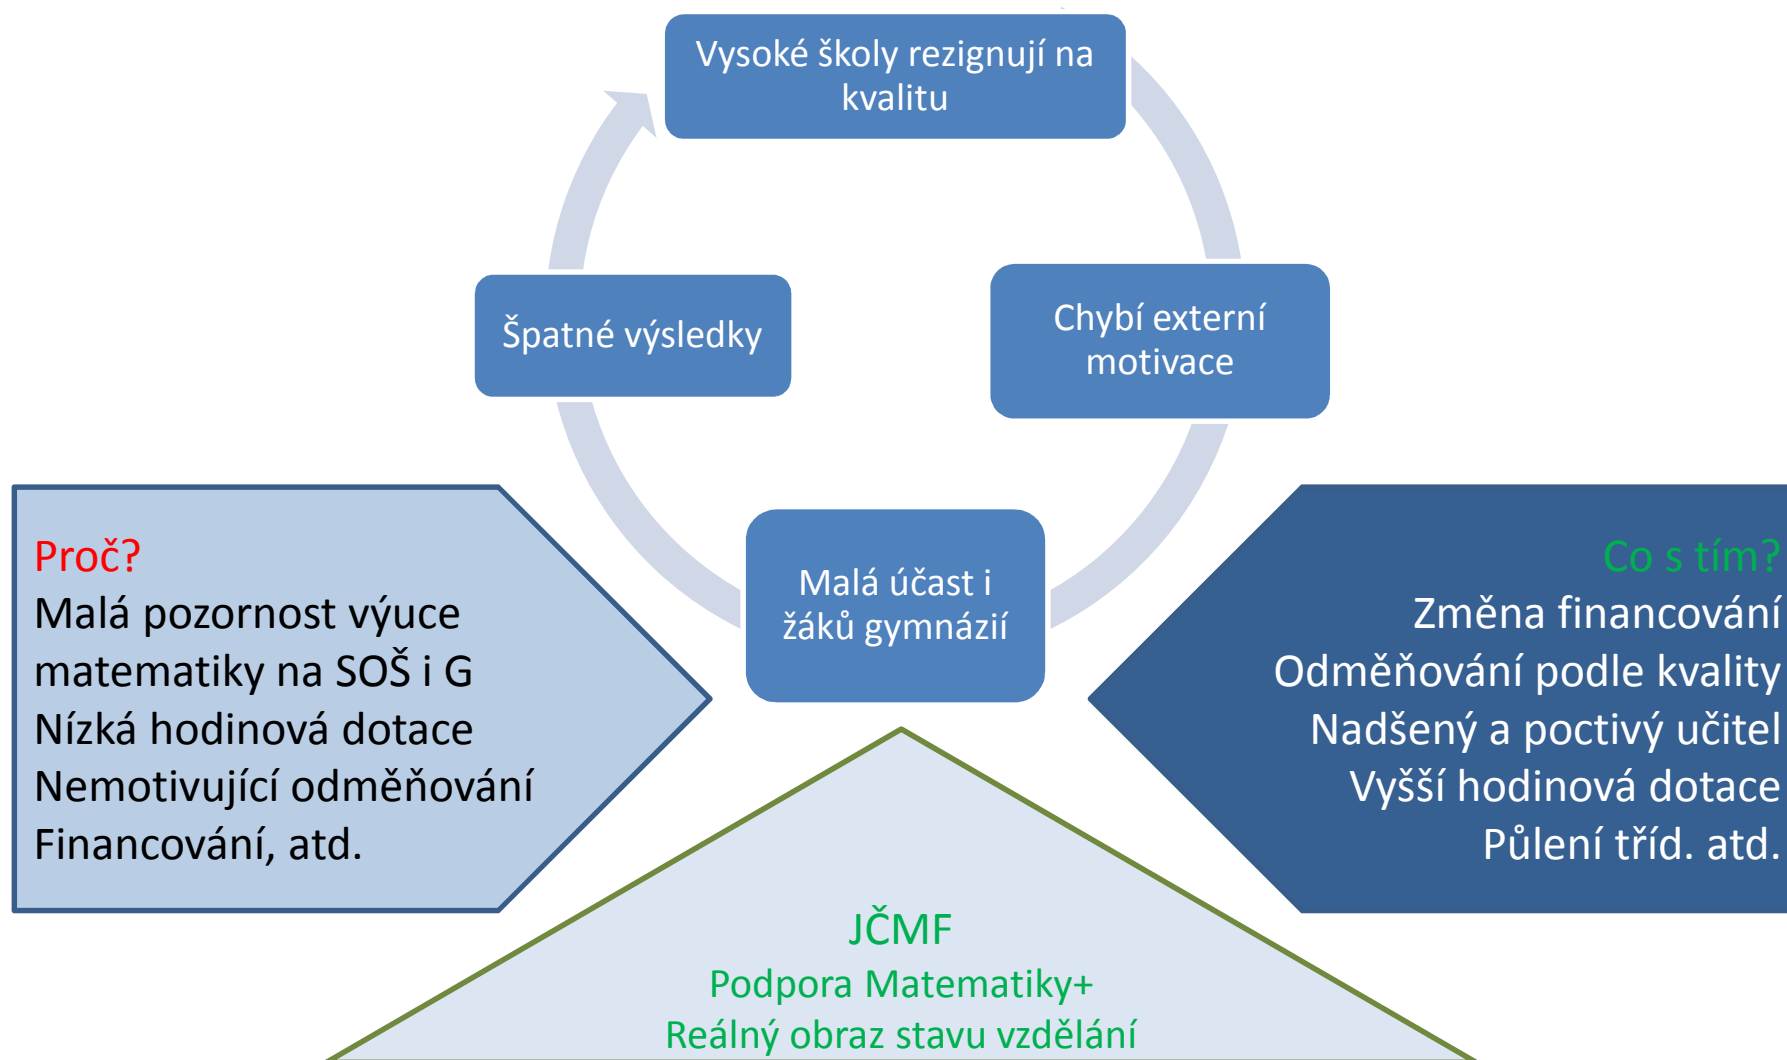 Vysoké školy rezignují na
kvalitu
Chybí externí
motivace
Malá účast i
žáků gymnázií
Špatné výsledky
Proč?
Malá pozornost výuce
matematiky na SOŠ i G
Nízká hodinová dotace
Nemotivující odměňování
Financování, atd.
Co s tím?
Změna financování
Odměňování podle kvality
Nadšený a poctivý učitel
Vyšší hodinová dotace
Půlení tříd. atd.
JČMF
Podpora Matematiky+
Reálný obraz stavu vzdělání